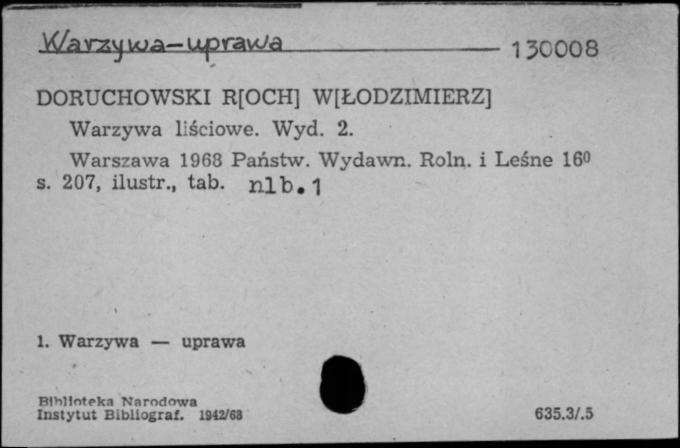 Warzywa-uprawa 130008
DORUCHOWSKI R[OCH] W[ŁODZIMIERZ]
Warzywa liściowe. Wyd. 2.
Warszawa 1968 Państw. Wydawn. Roln. i Leśne 16⁰
s. 207, ilustr., tab. nlb. 1
1. Warzywa — uprawa
Biblioteka Narodowa
Instytut Bibliograf. 1942/68 635.3/.5